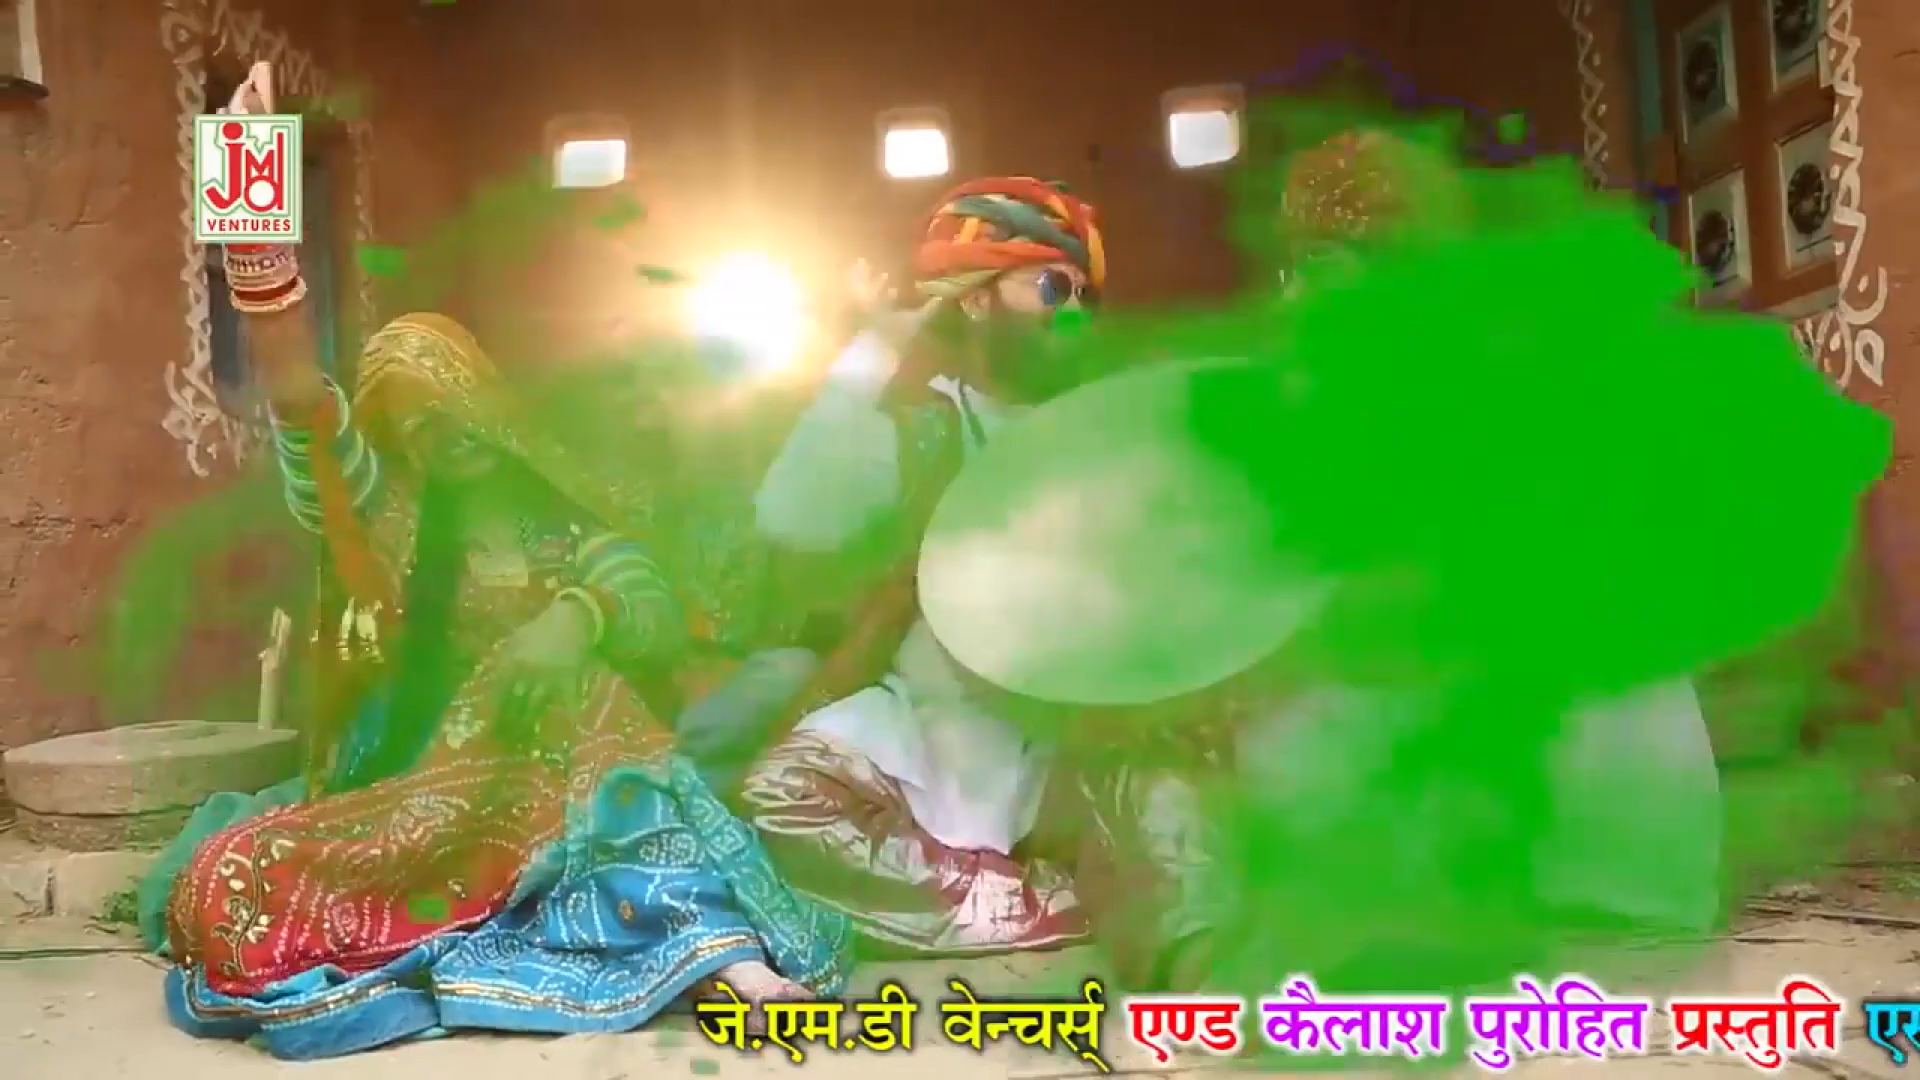 JMD
VENTURES
जे.एम.डी वेन्चर्स् एण्ड कैलाश पुरोहित प्रस्तुति